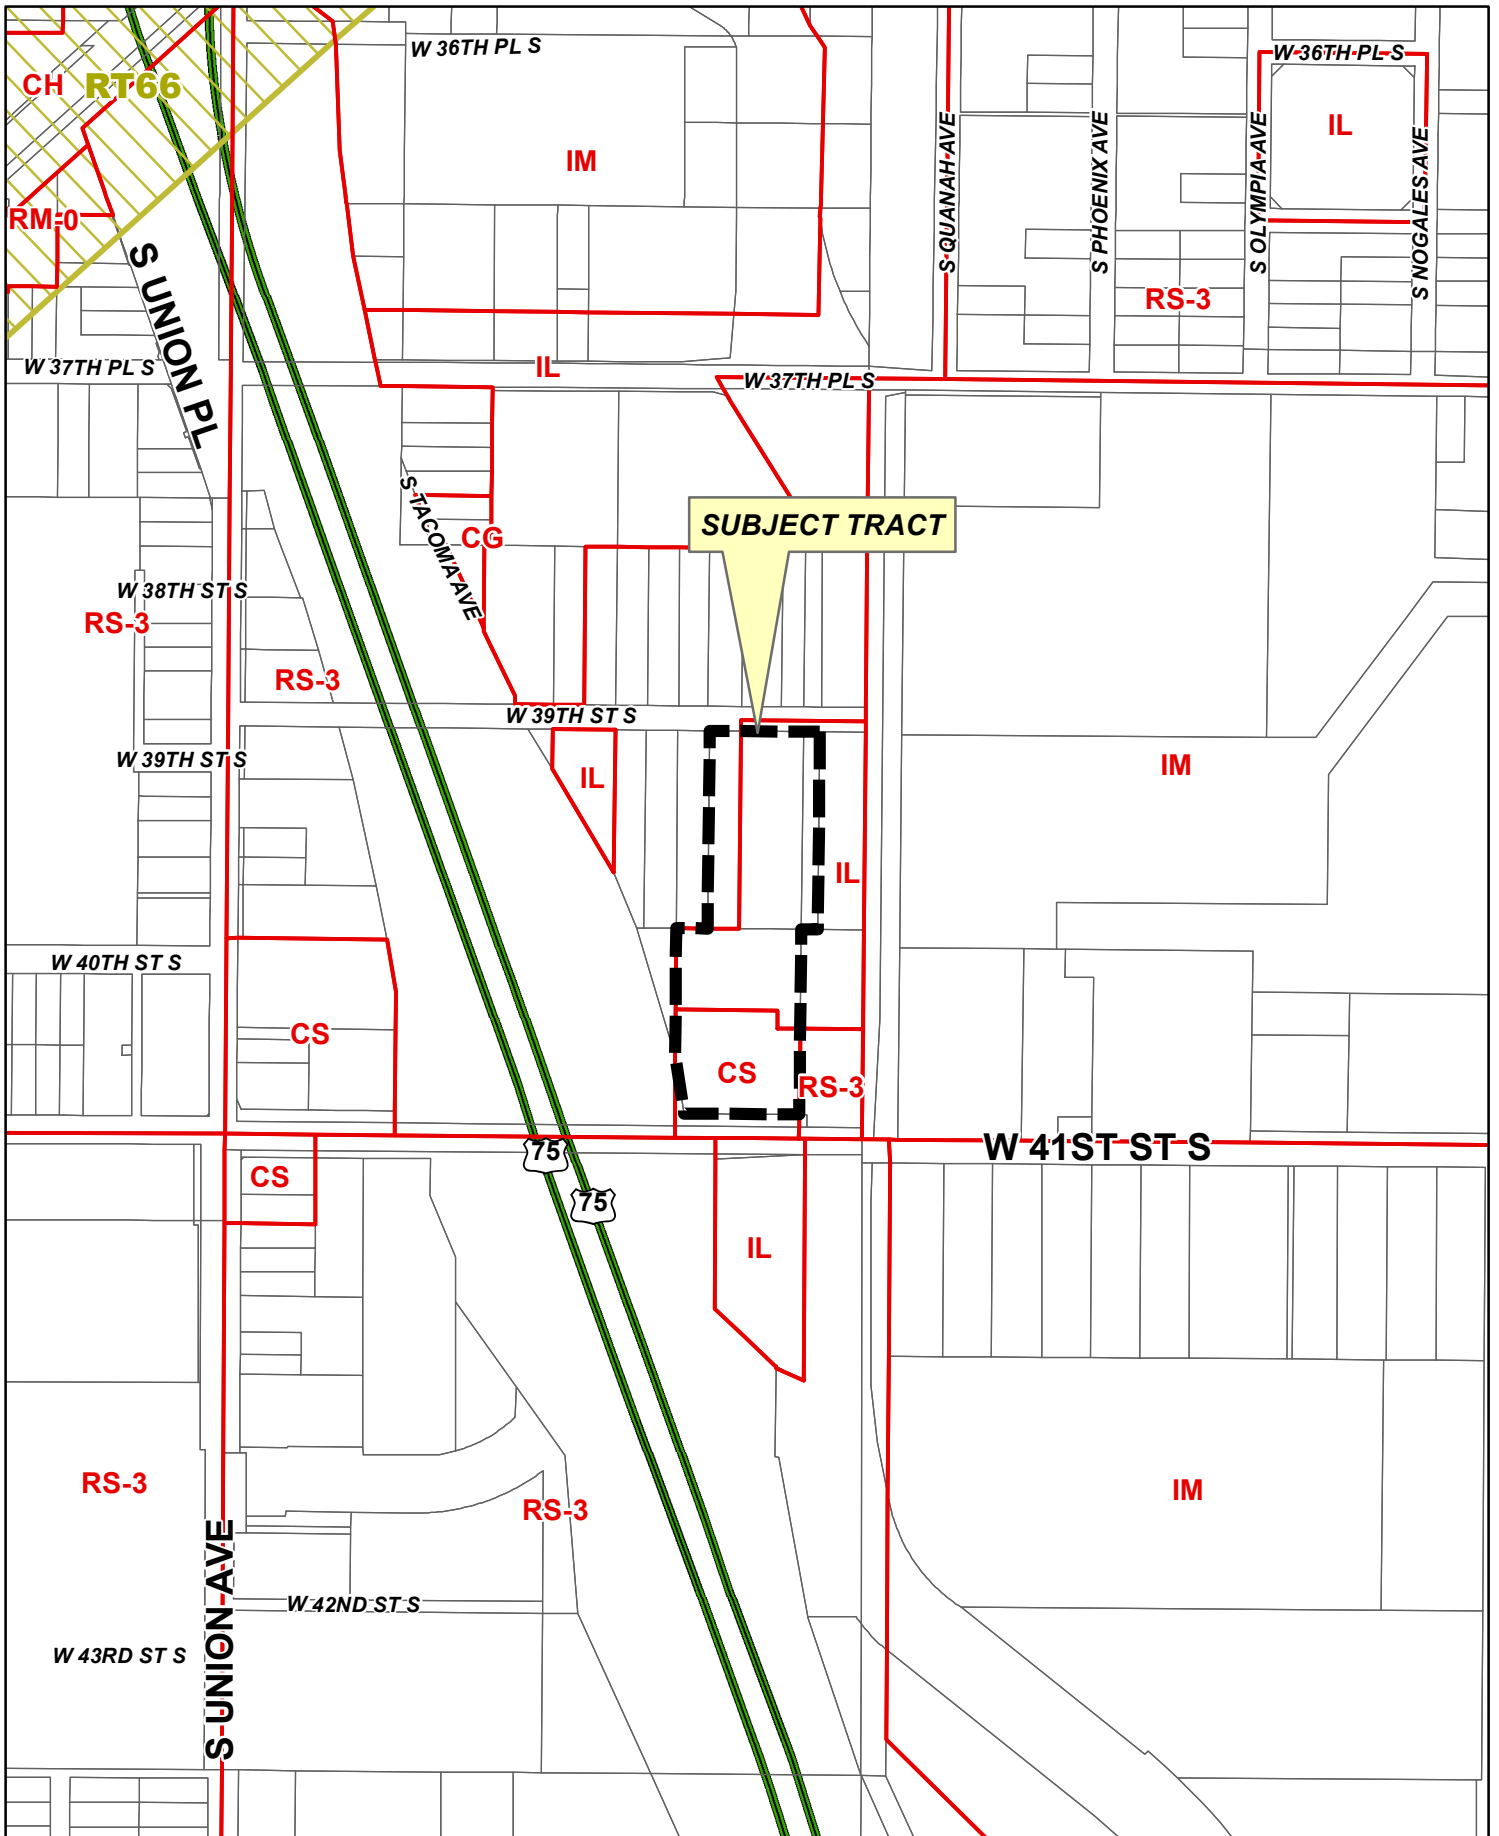 W 36TH PL S
W 36TH PL S
CH
RT66
IL
IM
S QUANAH AVE
S PHOENIX AVE
S OLYMPIA AVE
S NOGALES AVE
RM-0
S UNION PL
RS-3
W 37TH PL S
IL
W 37TH PL S
SUBJECT TRACT
S TACOMA AVE
CG
W 38TH ST S
RS-3
RS-3
W 39TH ST S
W 39TH ST S
IL
IM
IL
W 40TH ST S
CS
CS
RS-3
W 41ST ST S
75
CS
75
IL
RS-3
RS-3
IM
S UNION AVE
W 42ND ST S
W 43RD ST S